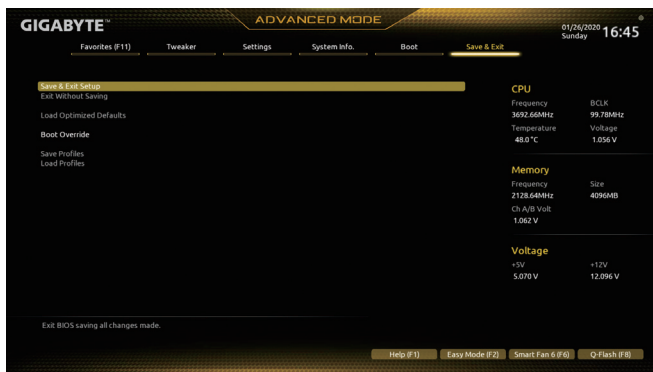 GIGABYTE™
ADVANCED MODE
01/26/2020 Sunday 16:45
Favorites (F11) Tweaker Settings System Info. Boot Save & Exit
Save & Exit Setup
Exit Without Saving
Load Optimized Defaults
Boot Override
Save Profiles
Load Profiles
CPU
Frequency BCLK
3692.66MHz 99.78MHz
Temperature Voltage
48.0 °C 1.056 V
Memory
Frequency Size
2128.64MHz 4096MB
Ch A/B Volt
1.062 V
Voltage
+5V +12V
5.070 V 12.096 V
Exit BIOS saving all changes made.
Help (F1) Easy Mode (F2) Smart Fan 6 (F6) Q-Flash (F8)